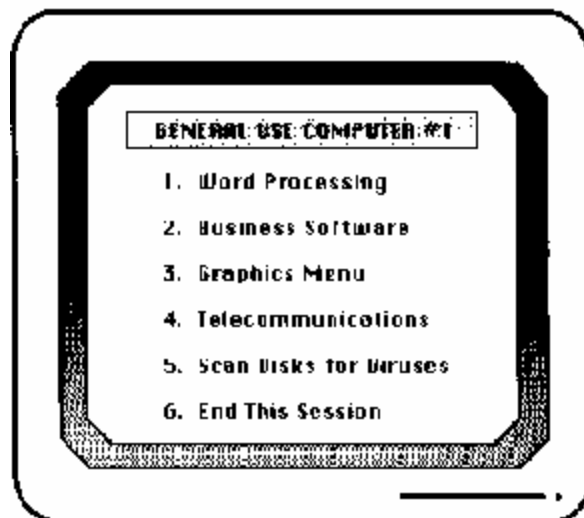 GENERAL USE COMPUTER #1
1. Word Processing
2. Business Software
3. Graphics Menu
4. Telecommunications
5. Scan Disks for Viruses
6. End This Session